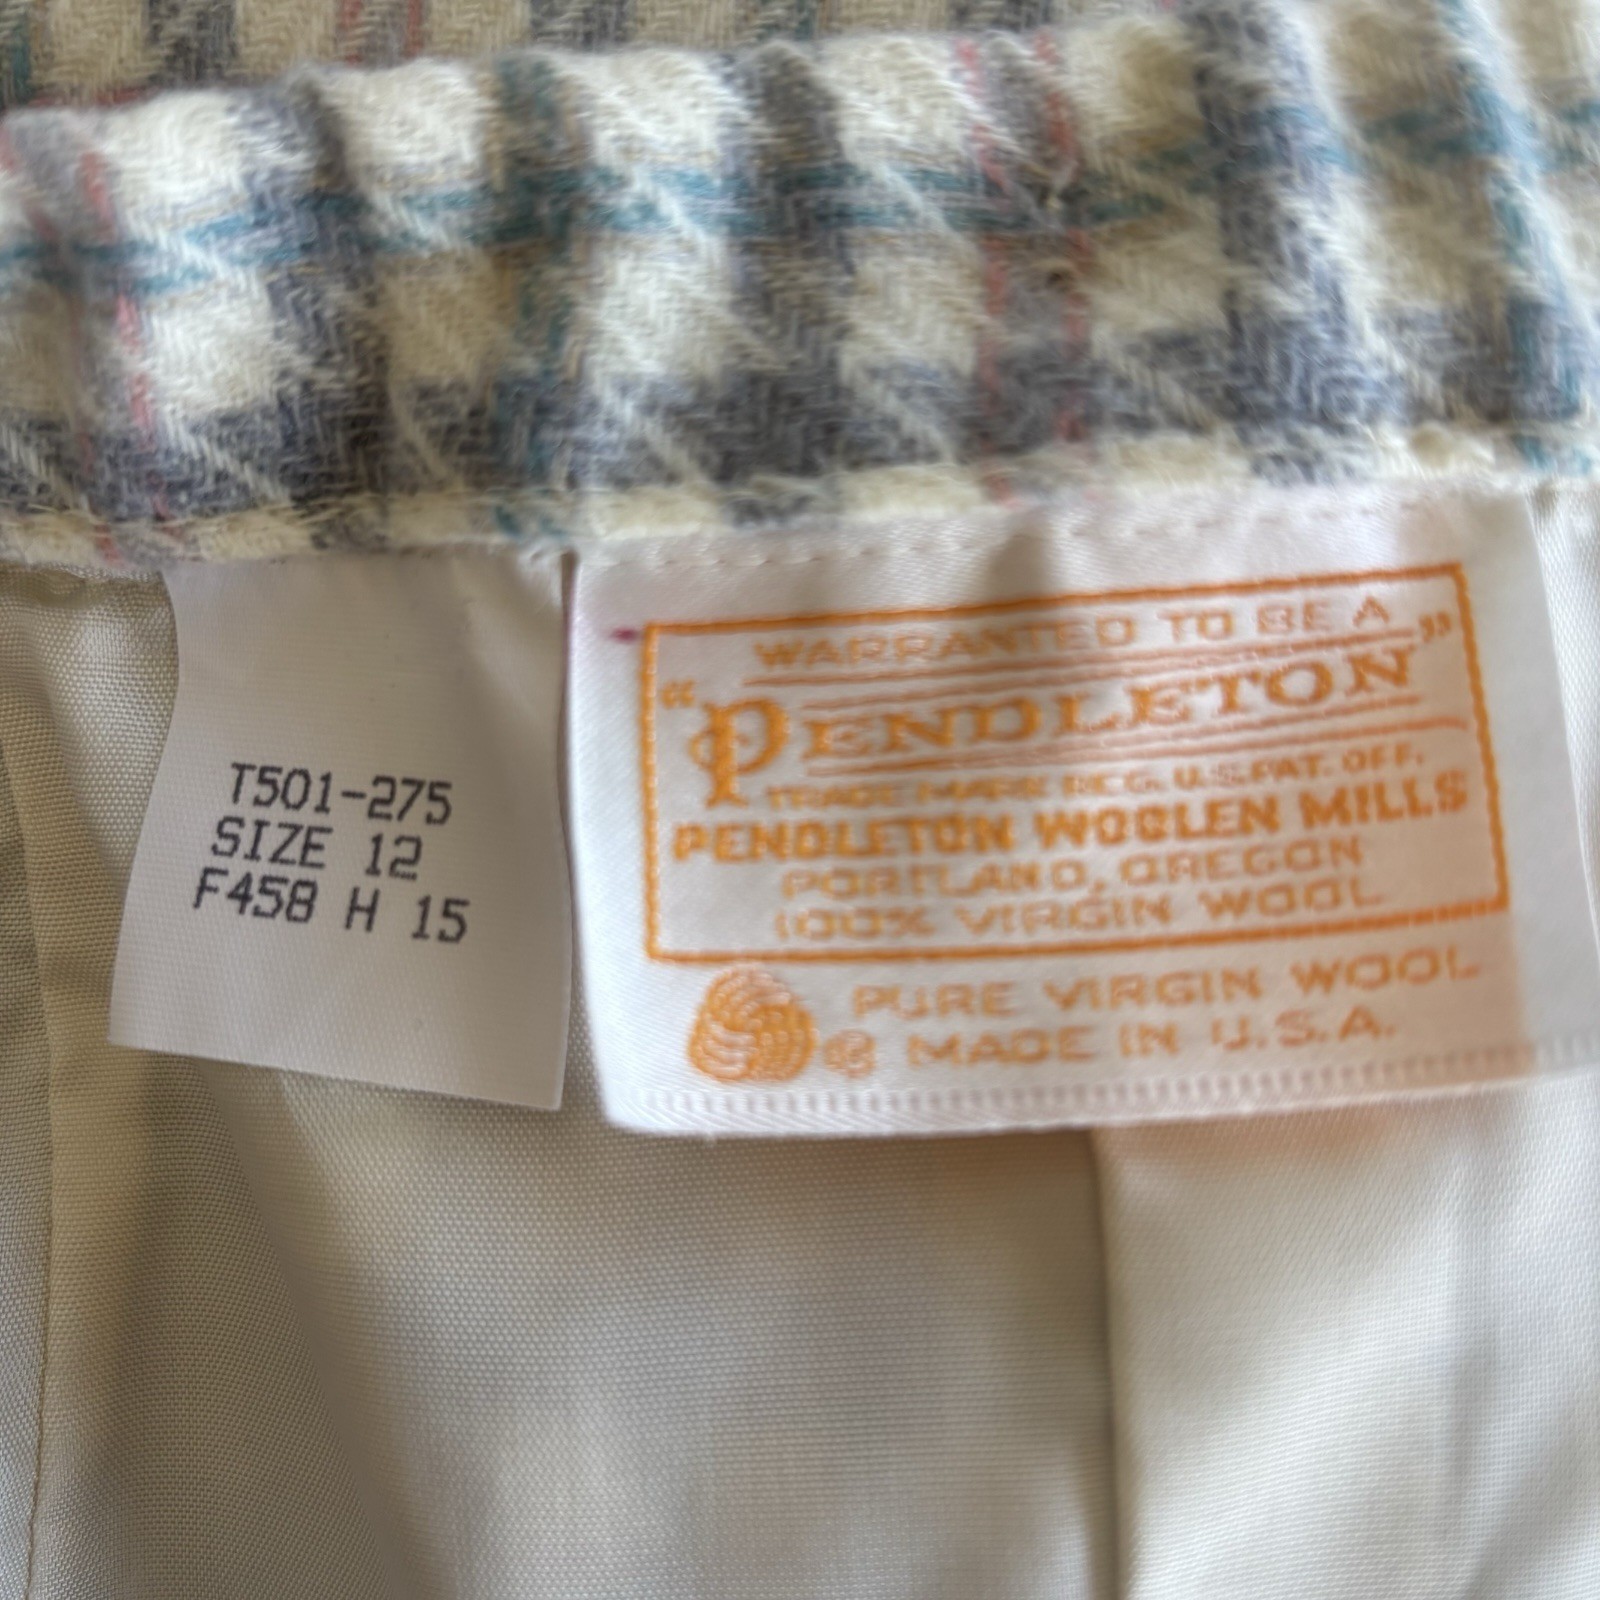 T501-275
SIZE 12
F458 H 15
WARRANTED TO BE A
"PENDLETON"
TRADE MARK REG. U.S. PAT. OFF.
PENDLETON WOOLEN MILLS
PORTLAND, OREGON
100% VIRGIN WOOL
PURE VIRGIN WOOL
® MADE IN U.S.A.